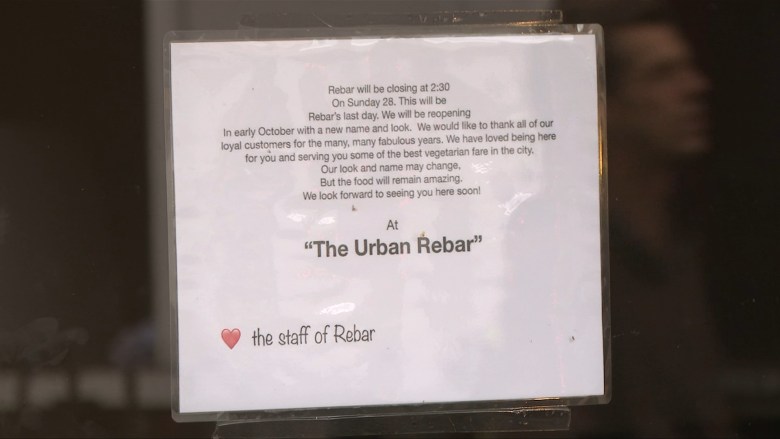 Rebar will be closing at 2:30
On Sunday 28. This will be
Rebar's last day. We will be reopening
In early October with a new name and look. We would like to thank all of our
loyal customers for the many, many fabulous years. We have loved being here
for you and serving you some of the best vegetarian fare in the city.
Our look and name may change,
But the food will remain amazing.
We look forward to seeing you here soon!
At
“The Urban Rebar”
❤️ the staff of Rebar